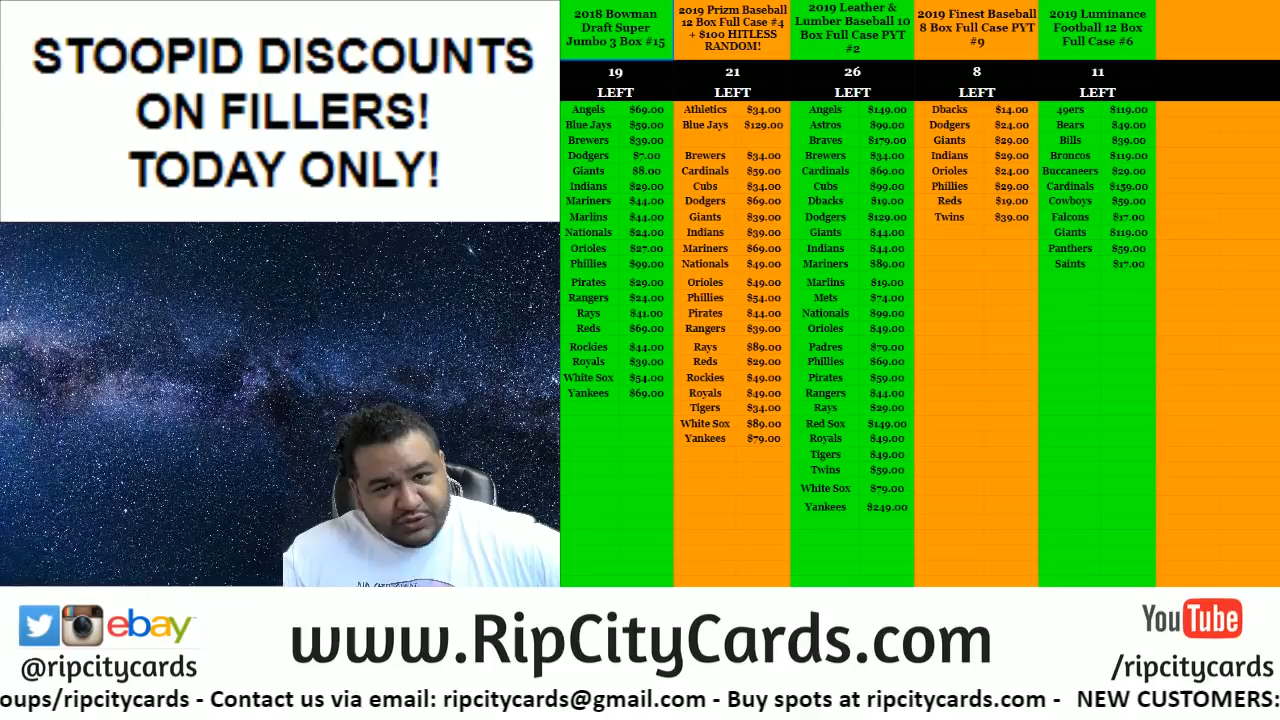 STOOPID DISCOUNTS
ON FILLERS!
TODAY ONLY!
2018 Bowman
Draft Super
Jumbo 3 Box #15
19
LEFT
Angels $69.00
Blue Jays $59.00
Brewers $39.00
Dodgers $7.00
Giants $8.00
Indians $29.00
Mariners $44.00
Marlins $44.00
Nationals $24.00
Orioles $27.00
Phillies $99.00
Pirates $29.00
Rangers $24.00
Rays $41.00
Reds $69.00
Rockies $44.00
Royals $39.00
White Sox $54.00
Yankees $69.00
2019 Prizm Baseball
12 Box Full Case #4
+ $100 HITLESS
RANDOM!
21
LEFT
Athletics $34.00
Blue Jays $129.00
Brewers $34.00
Cardinals $59.00
Cubs $34.00
Dodgers $69.00
Giants $39.00
Indians $39.00
Mariners $69.00
Nationals $49.00
Orioles $49.00
Phillies $54.00
Pirates $44.00
Rangers $39.00
Rays $89.00
Reds $29.00
Rockies $49.00
Royals $49.00
Tigers $34.00
White Sox $89.00
Yankees $79.00
2019 Leather &
Lumber Baseball 10
Box Full Case PYT
#2
26
LEFT
Angels $149.00
Astros $99.00
Braves $179.00
Brewers $34.00
Cardinals $69.00
Cubs $99.00
Dbacks $19.00
Dodgers $129.00
Giants $44.00
Indians $44.00
Mariners $89.00
Marlins $19.00
Mets $74.00
Nationals $99.00
Orioles $49.00
Padres $79.00
Phillies $69.00
Pirates $59.00
Rangers $44.00
Rays $29.00
Red Sox $149.00
Royals $49.00
Tigers $49.00
Twins $59.00
White Sox $79.00
Yankees $249.00
2019 Finest Baseball
8 Box Full Case PYT
#9
8
LEFT
Dbacks $14.00
Dodgers $24.00
Giants $29.00
Indians $29.00
Orioles $24.00
Phillies $29.00
Reds $19.00
Twins $39.00
2019 Luminance
Football 12 Box
Full Case #6
11
LEFT
49ers $119.00
Bears $49.00
Bills $39.00
Broncos $119.00
Buccaneers $29.00
Cardinals $159.00
Cowboys $59.00
Falcons $17.00
Giants $119.00
Panthers $59.00
Saints $17.00
ebay
@ripcitycards
www.RipCityCards.com
YouTube
/ripcitycards
oups/ripcitycards - Contact us via email: ripcitycards@gmail.com - Buy spots at ripcitycards.com - NEW CUSTOMERS: